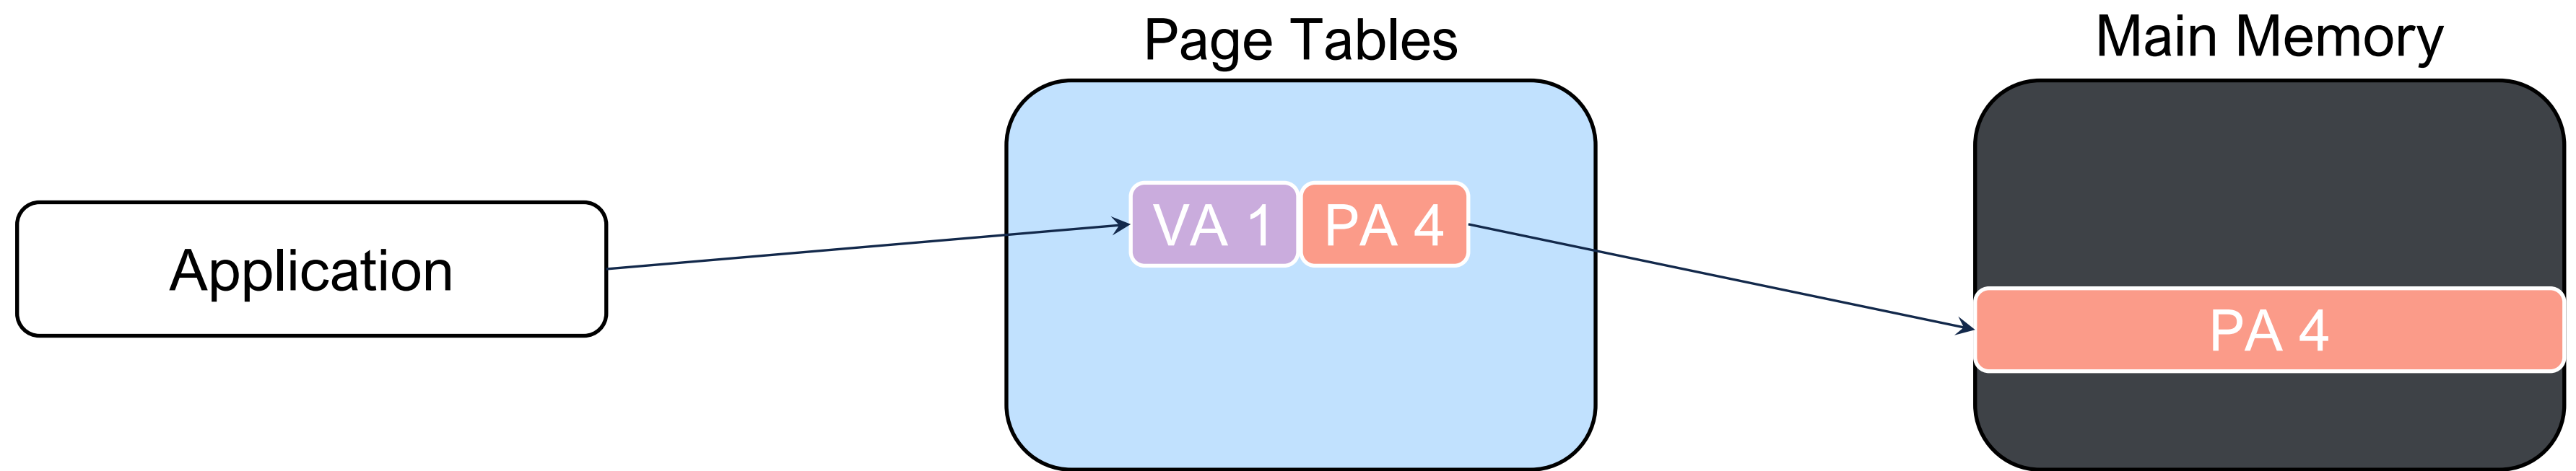 Page Tables
Main Memory
Application
VA 1
PA 4
PA 4